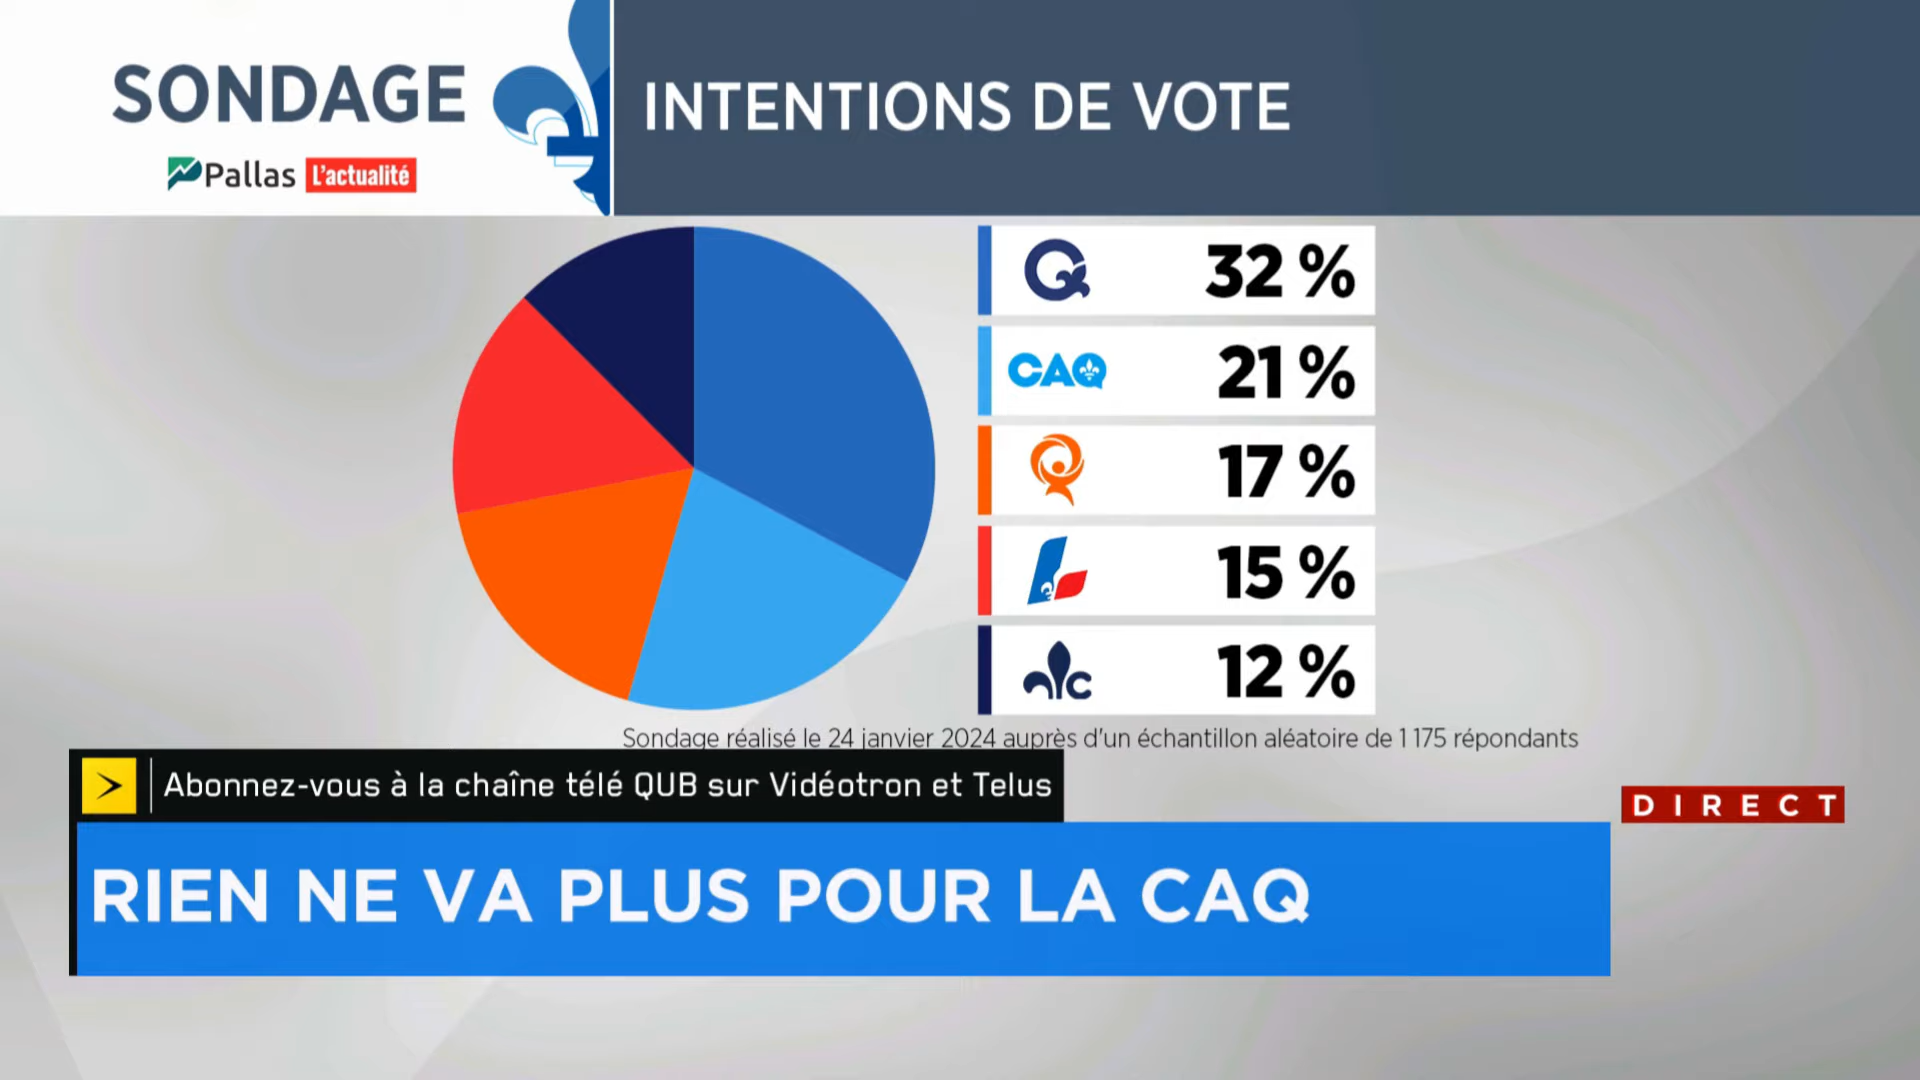 SONDAGE
Pallas L'actualité
INTENTIONS DE VOTE
32 %
CAQ 21 %
17 %
15 %
C 12 %
Sondage réalisé le 24 janvier 2024 auprès d'un échantillon aléatoire de 1 175 répondants
Abonnez-vous à la chaîne télé QUB sur Vidéotron et Telus
DIRECT
RIEN NE VA PLUS POUR LA CAQ